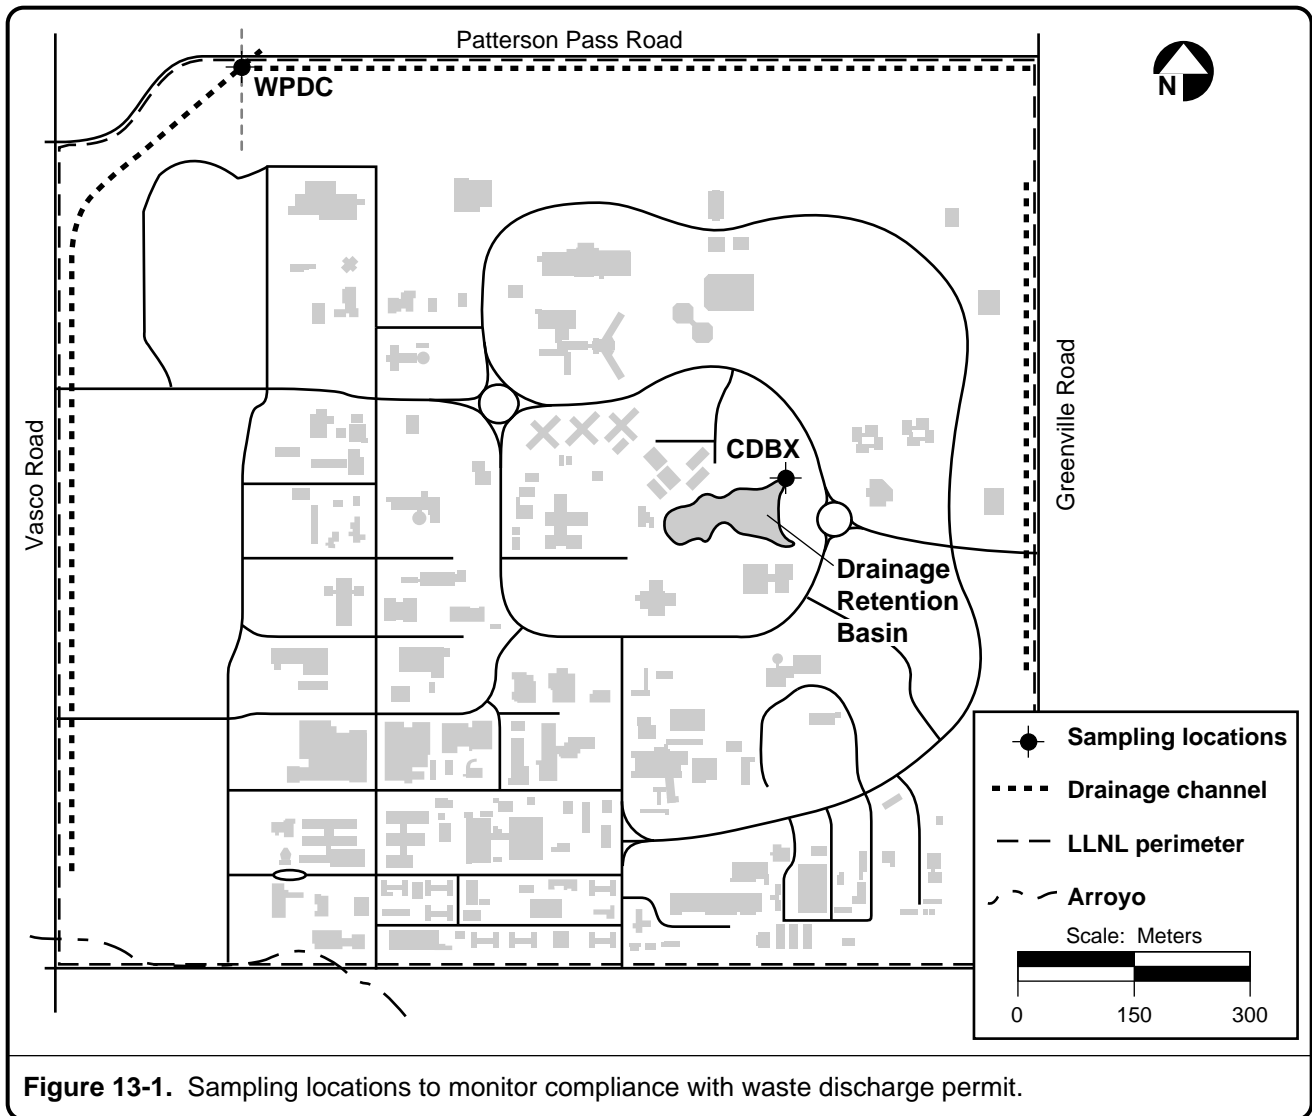 Patterson Pass Road
WPDC
N
Vasco Road
Greenville Road
CDBX
Drainage
Retention
Basin
Sampling locations
Drainage channel
LLNL perimeter
Arroyo
Scale: Meters
0 150 300
Figure 13-1. Sampling locations to monitor compliance with waste discharge permit.